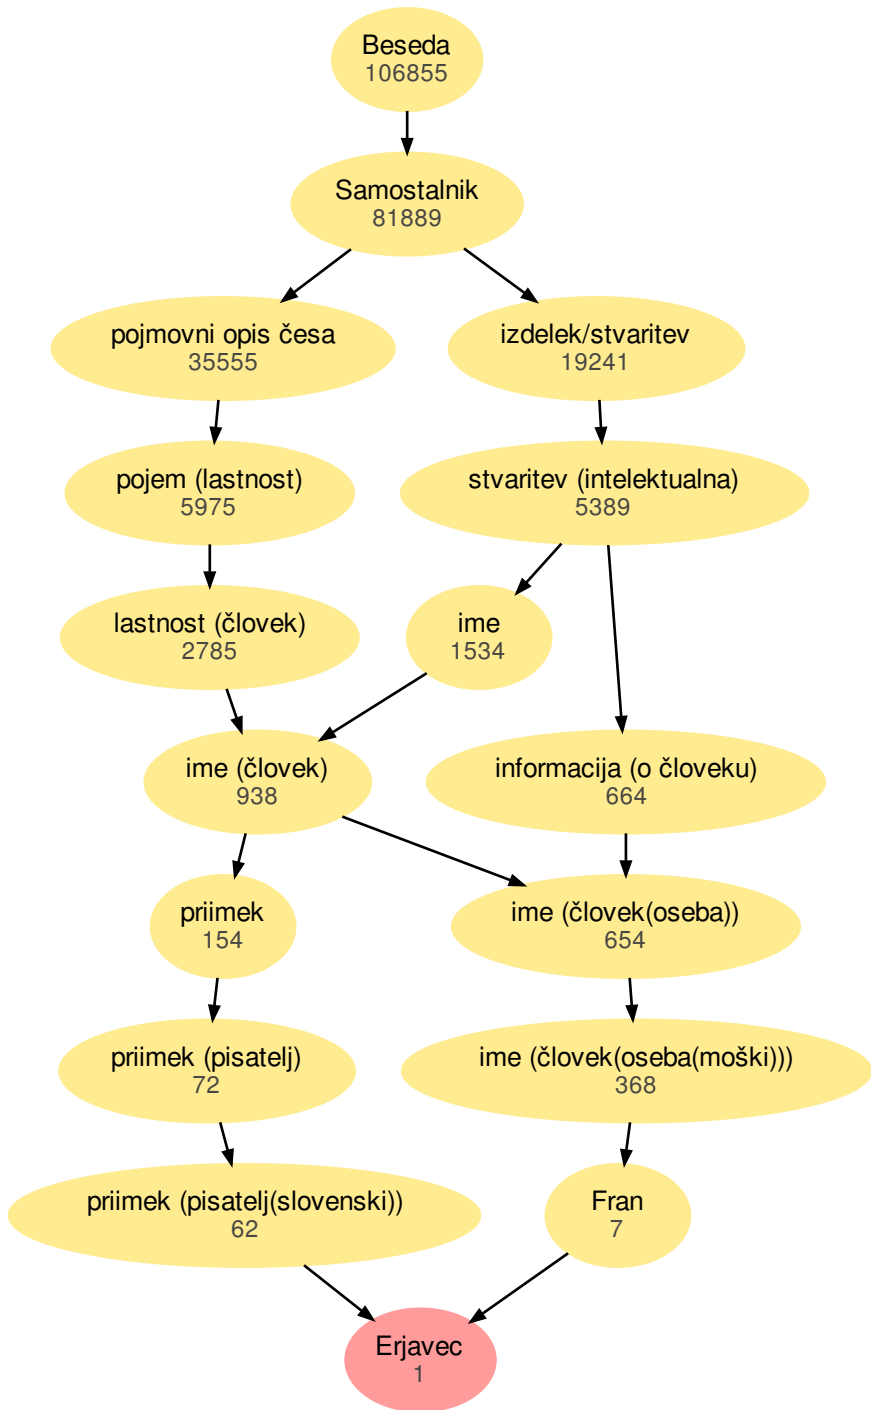 Beseda
106855
Samostalnik
81889
pojmovni opis česa
35555
izdelek/stvaritev
19241
pojem (lastnost)
5975
stvaritev (intelektualna)
5389
lastnost (človek)
2785
ime
1534
ime (človek)
938
informacija (o človeku)
664
priimek
154
ime (človek(oseba))
654
priimek (pisatelj)
72
ime (človek(oseba(moški)))
368
priimek (pisatelj(slovenski))
62
Fran
7
Erjavec
1